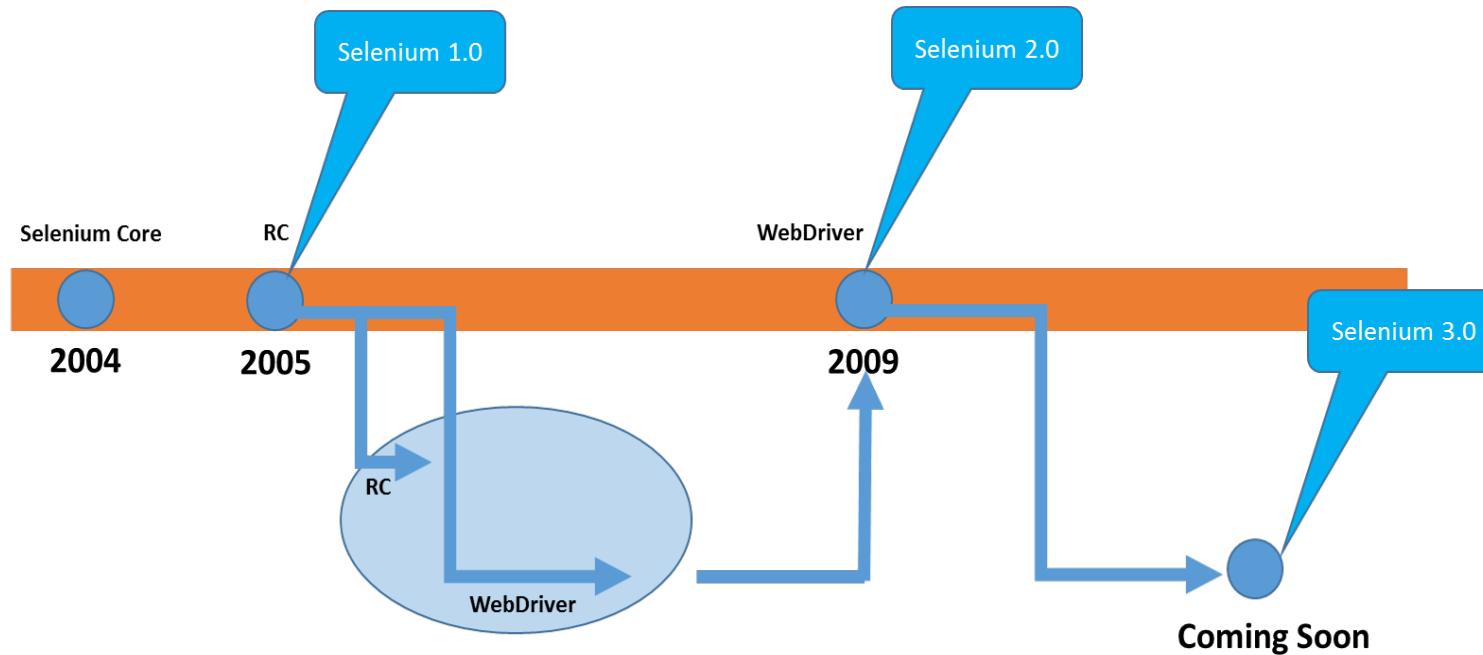 Selenium 1.0
Selenium 2.0
Selenium Core
RC
WebDriver
2004
2005
2009
Selenium 3.0
RC
WebDriver
Coming Soon